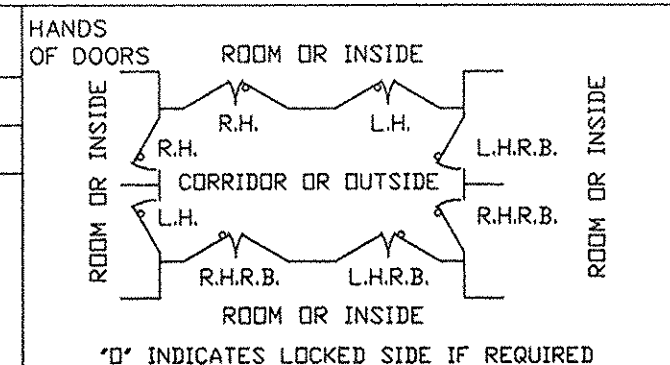 HANDS
OF DOORS
ROOM OR INSIDE
ROOM OR INSIDE
ROOM OR INSIDE
R.H.
L.H.
R.H.
L.H.R.B.
CORRIDOR OR OUTSIDE
L.H.
R.H.R.B.
R.H.R.B.
L.H.R.B.
ROOM OR INSIDE
"O" INDICATES LOCKED SIDE IF REQUIRED